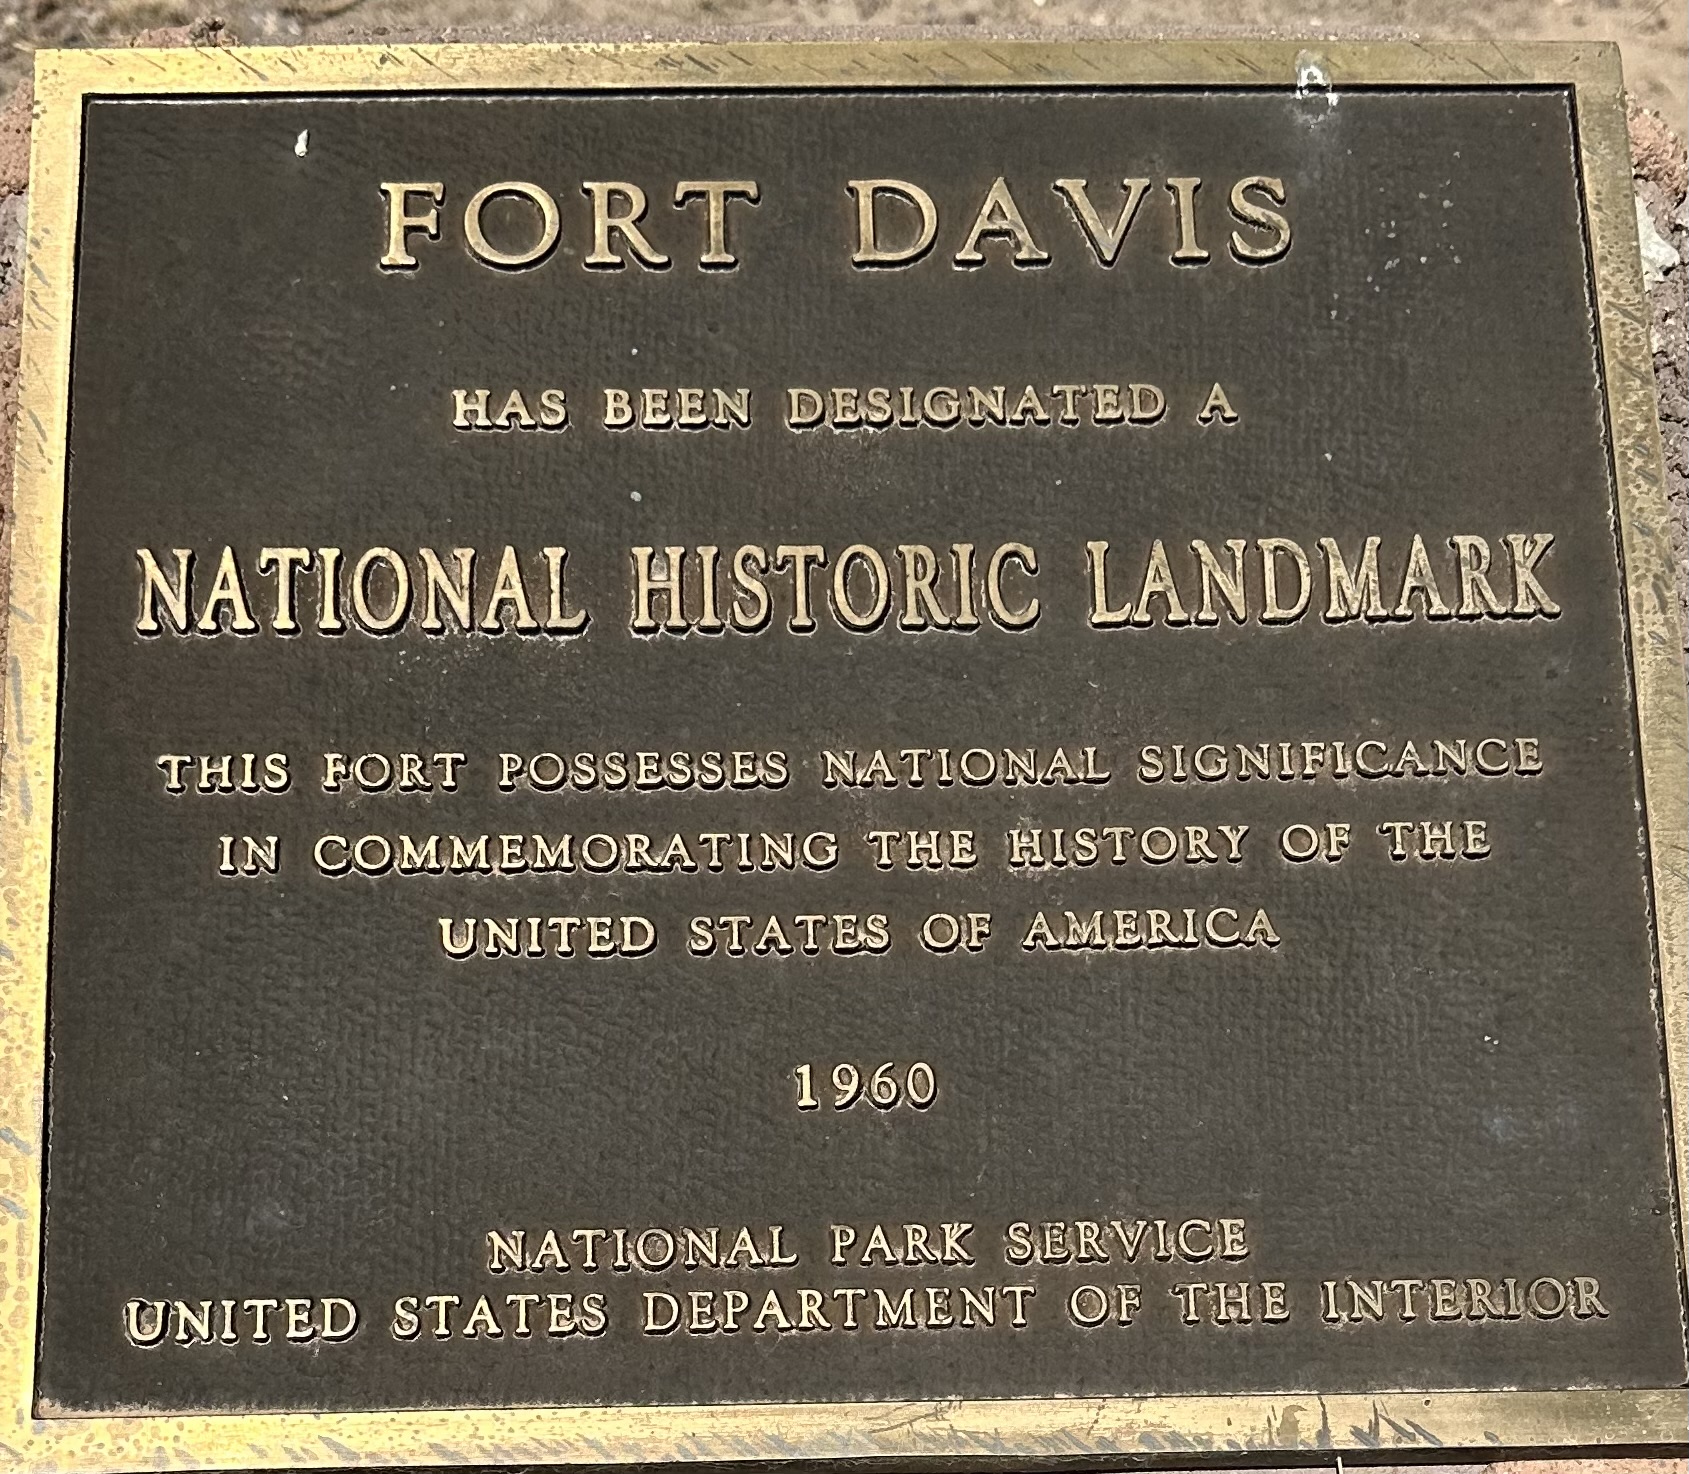 FORT DAVIS
HAS BEEN DESIGNATED A
NATIONAL HISTORIC LANDMARK
THIS FORT POSSESSES NATIONAL SIGNIFICANCE
IN COMMEMORATING THE HISTORY OF THE
UNITED STATES OF AMERICA
1960
NATIONAL PARK SERVICE
UNITED STATES DEPARTMENT OF THE INTERIOR